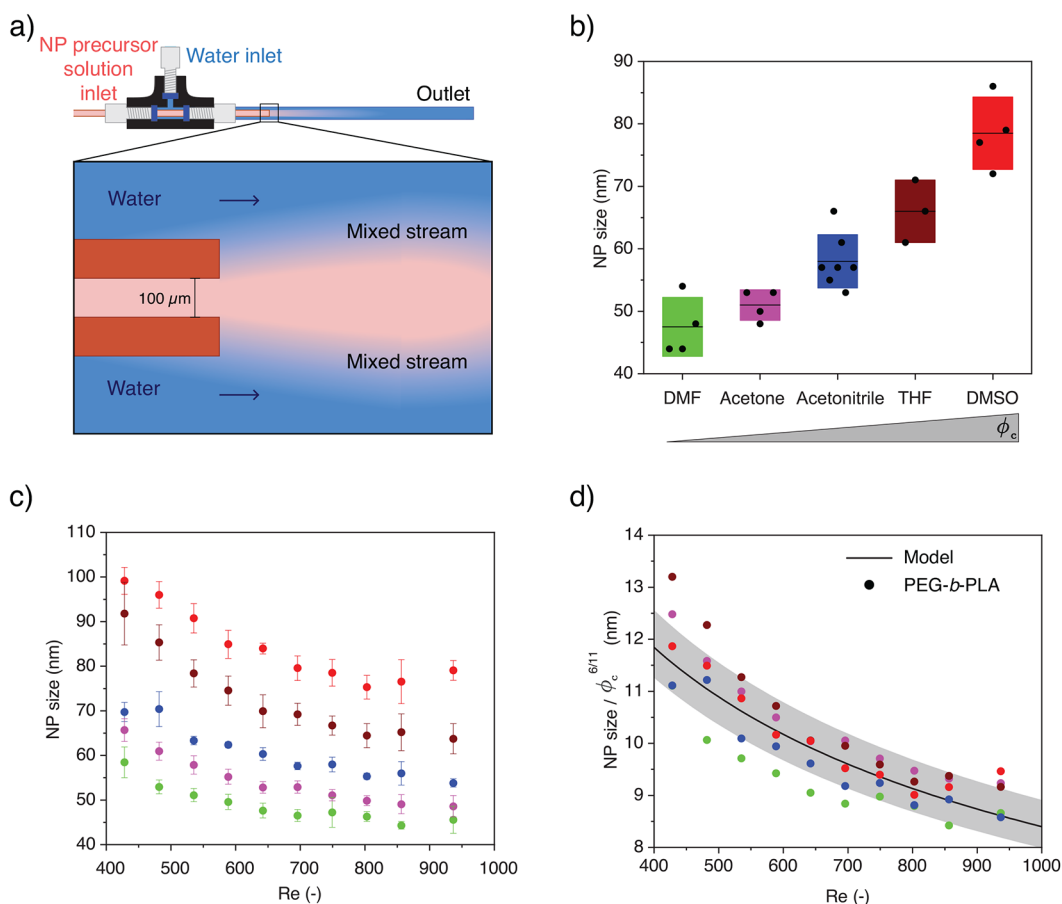 a)
NP precursor
solution
inlet
Water inlet
Outlet
Water
Mixed stream
100 µm
Mixed stream
Water
b)
NP size (nm)
90
80
70
60
50
40
DMF Acetone Acetonitrile THF DMSO
ϕc
c)
NP size (nm)
110
100
90
80
70
60
50
40
400 500 600 700 800 900 1000
Re (-)
d)
NP size / ϕc^6/11 (nm)
14
13
12
11
10
9
8
Model
PEG-b-PLA
400 500 600 700 800 900 1000
Re (-)